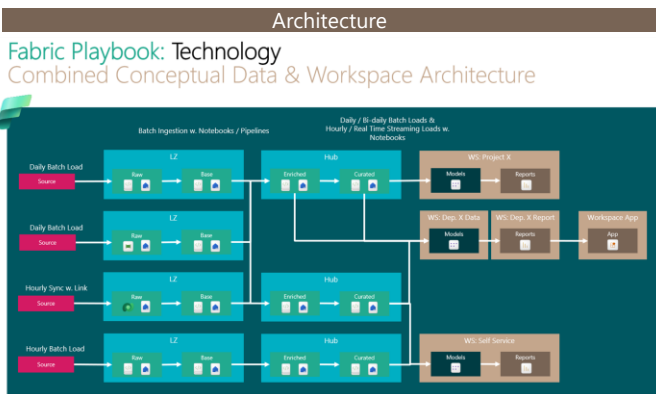 Architecture
Fabric Playbook: Technology
Combined Conceptual Data & Workspace Architecture
Batch Ingestion w. Notebooks / Pipelines
Daily / Bi-daily Batch Loads &
Hourly / Real Time Streaming Loads w.
Notebooks
Daily Batch Load
Source
LZ
Raw
Base
Hub
Enriched
Curated
WS: Project X
Models
Reports
Daily Batch Load
Source
LZ
Raw
Base
WS: Dep. X Data
Models
WS: Dep. X Report
Reports
Workspace App
App
Hourly Sync w. Link
Source
LZ
Raw
Base
Hub
Enriched
Curated
Hourly Batch Load
Source
LZ
Raw
Base
Hub
Enriched
Curated
WS: Self Service
Models
Reports